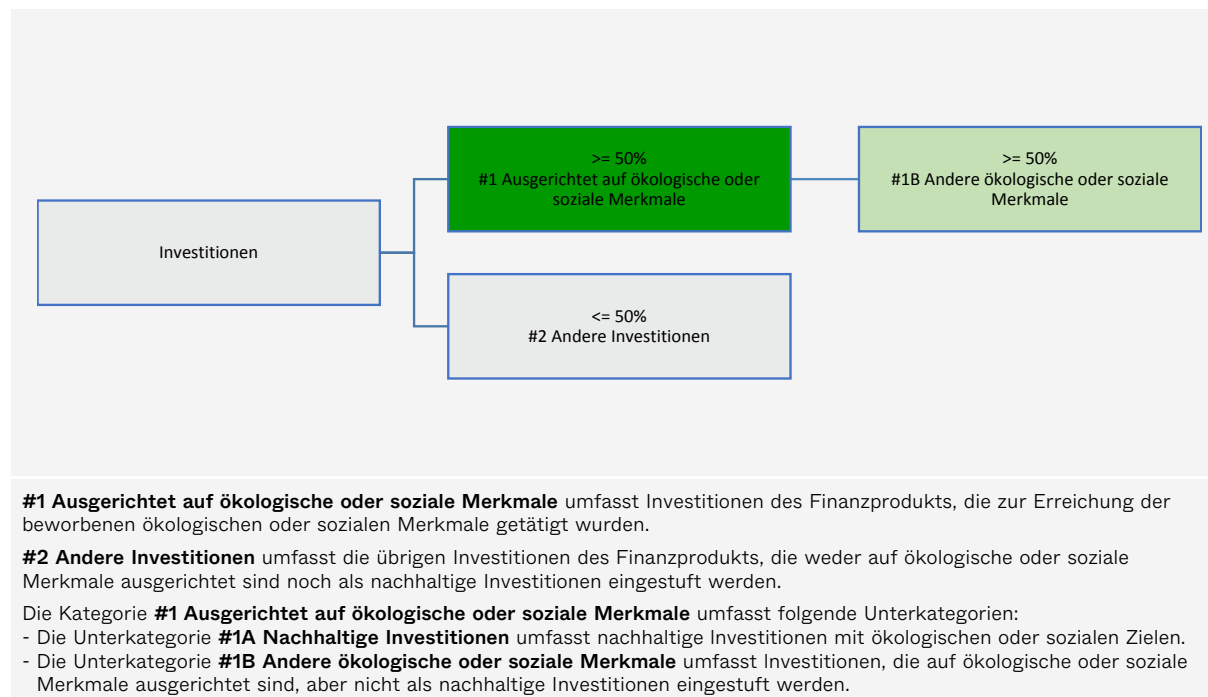 >= 50%
#1 Ausgerichtet auf ökologische oder
soziale Merkmale
>= 50%
#1B Andere ökologische oder soziale
Merkmale
Investitionen
<= 50%
#2 Andere Investitionen
#1 Ausgerichtet auf ökologische oder soziale Merkmale umfasst Investitionen des Finanzprodukts, die zur Erreichung der
beworbenen ökologischen oder sozialen Merkmale getätigt wurden.
#2 Andere Investitionen umfasst die übrigen Investitionen des Finanzprodukts, die weder auf ökologische oder soziale
Merkmale ausgerichtet sind noch als nachhaltige Investitionen eingestuft werden.
Die Kategorie #1 Ausgerichtet auf ökologische oder soziale Merkmale umfasst folgende Unterkategorien:
- Die Unterkategorie #1A Nachhaltige Investitionen umfasst nachhaltige Investitionen mit ökologischen oder sozialen Zielen.
- Die Unterkategorie #1B Andere ökologische oder soziale Merkmale umfasst Investitionen, die auf ökologische oder soziale
Merkmale ausgerichtet sind, aber nicht als nachhaltige Investitionen eingestuft werden.